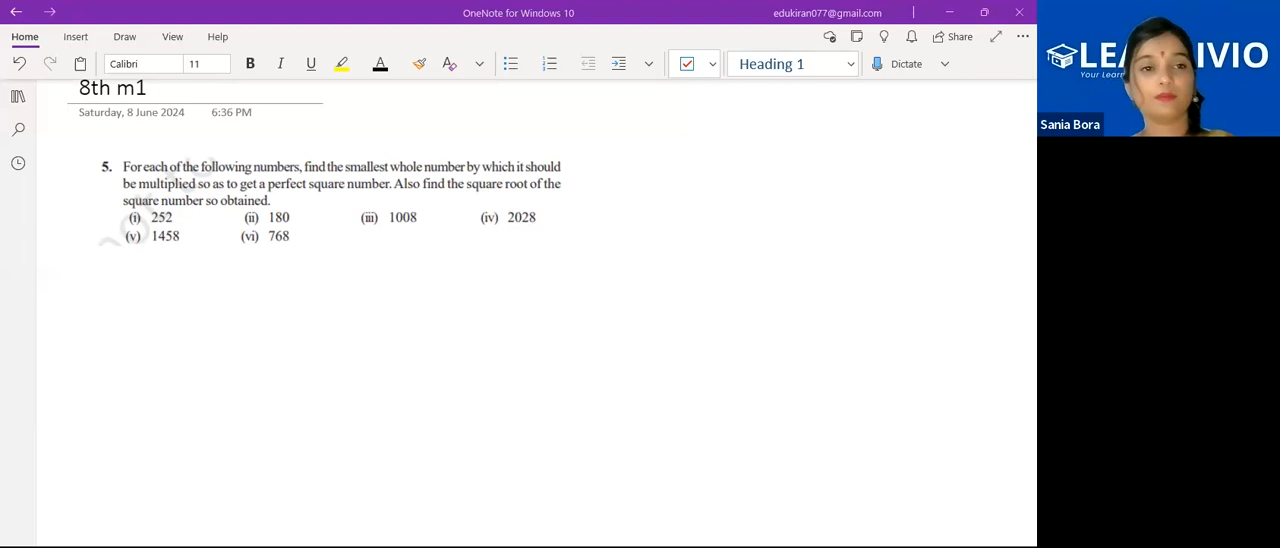 OneNote for Windows 10
edukiran077@gmail.com
Home Insert Draw View Help
Share
Calibri 11 B I U A Heading 1 Dictate
8th m1
Saturday, 8 June 2024 6:36 PM
5. For each of the following numbers, find the smallest whole number by which it should
be multiplied so as to get a perfect square number. Also find the square root of the
square number so obtained.
(i) 252 (ii) 180 (iii) 1008 (iv) 2028
(v) 1458 (vi) 768
Sania Bora